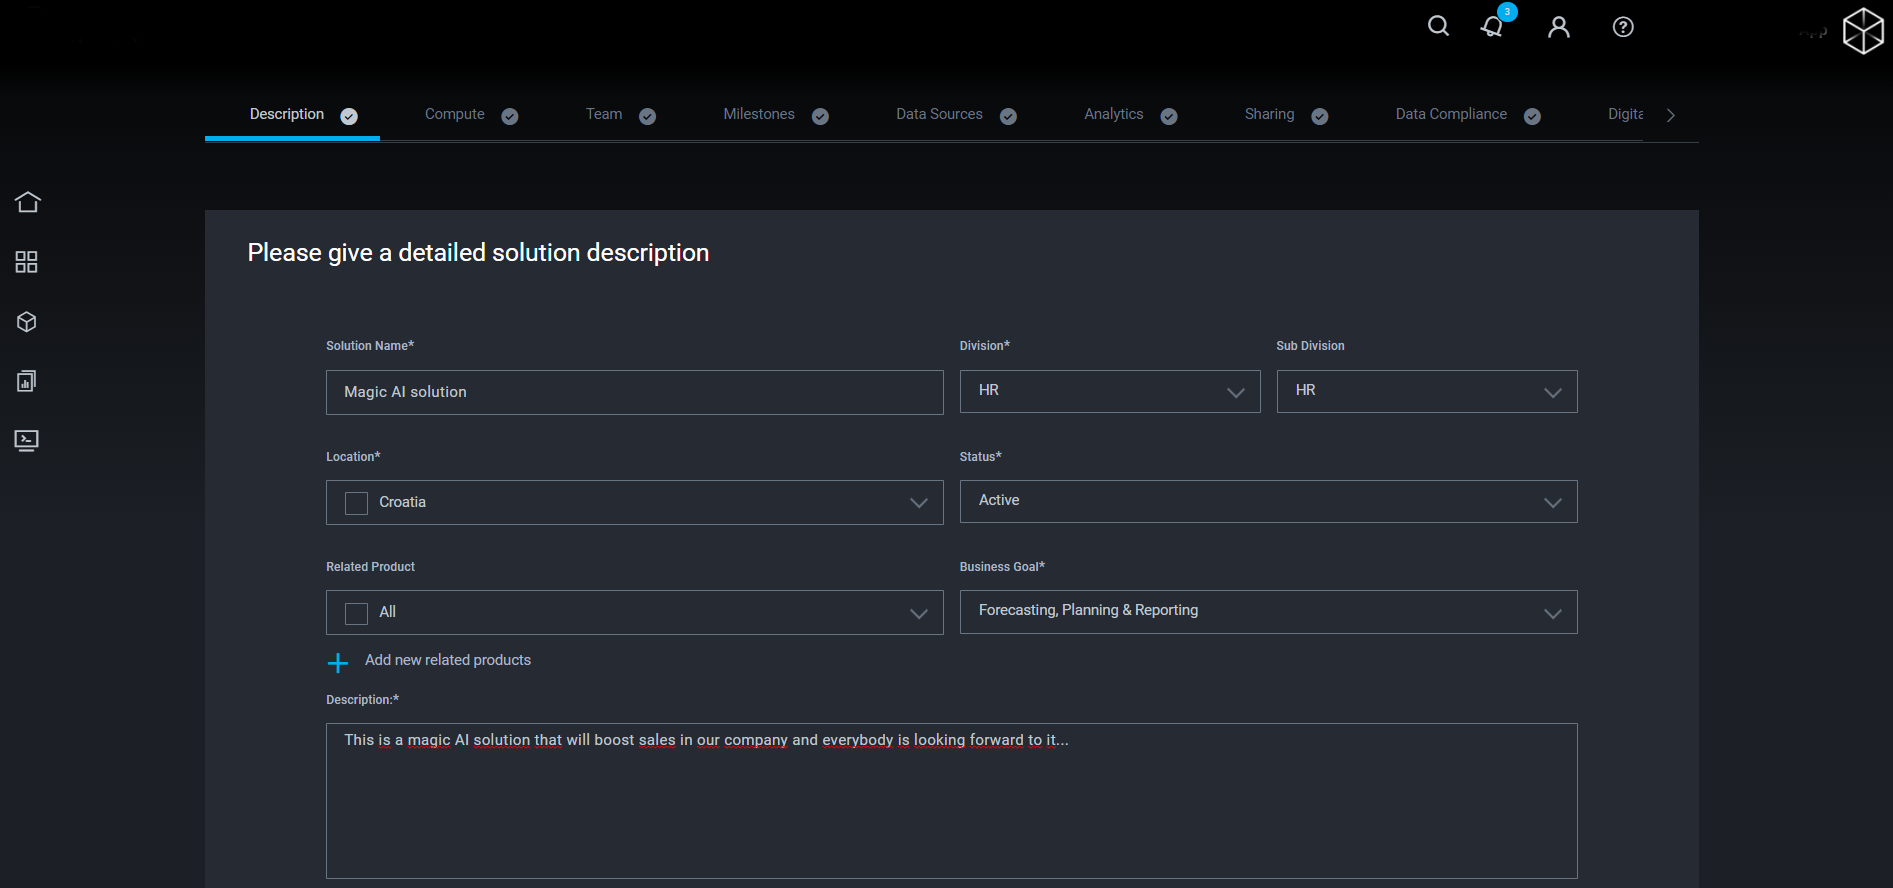 3
Description
Compute
Team
Milestones
Data Sources
Analytics
Sharing
Data Compliance
Digita
Please give a detailed solution description
Solution Name*
Division*
Sub Division
Magic AI solution
HR
HR
Location*
Status*
Croatia
Active
Related Product
Business Goal*
All
Forecasting, Planning & Reporting
Add new related products
Description:*
This is a magic AI solution that will boost sales in our company and everybody is looking forward to it...